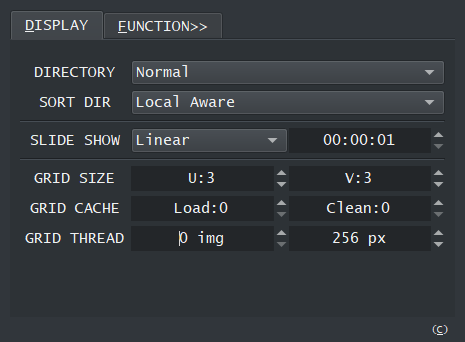 DISPLAY FUNCTION>>
DIRECTORY Normal
SORT DIR Local Aware
SLIDE SHOW Linear 00:00:01
GRID SIZE U:3 V:3
GRID CACHE Load:0 Clean:0
GRID THREAD 0 img 256 px
(C)